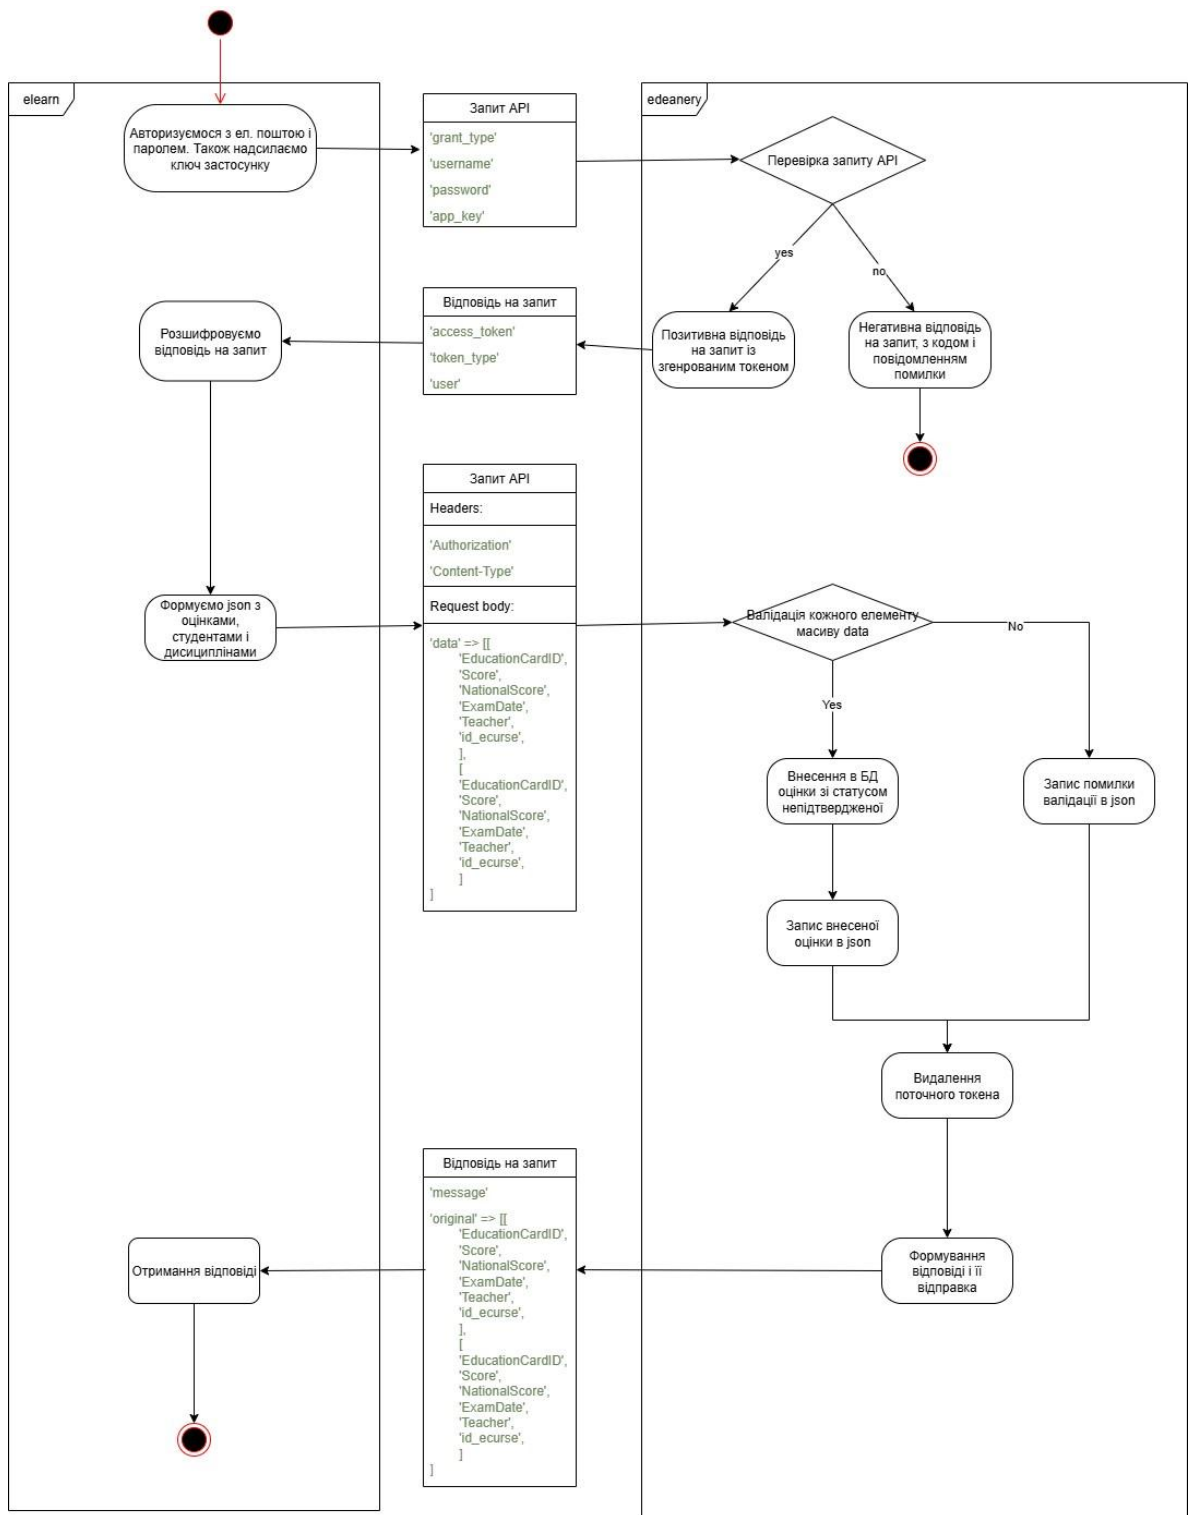 elearn
edeanery
Авторизуємося з ел. поштою і
паролем. Також надсилаємо
ключ застосунку
Запит API
'grant_type'
'username'
'password'
'app_key'
Перевірка запиту API
yes
no
Позитивна відповідь
на запит із
згенрованим токеном
Негативна відповідь
на запит, з кодом і
повідомленням
помилки
Відповідь на запит
'access_token'
'token_type'
'user'
Розшифровуємо
відповідь на запит
Формуємо json з
оцінками,
студентами і
дисициплінами
Запит API
Headers:
'Authorization'
'Content-Type'
Request body:
'data' => [[
'EducationCardID',
'Score',
'NationalScore',
'ExamDate',
'Teacher',
'id_ecurse',
],
[
'EducationCardID',
'Score',
'NationalScore',
'ExamDate',
'Teacher',
'id_ecurse',
]
]
Валідація кожного елементу
масиву data
No
Yes
Внесення в БД
оцінки зі статусом
непідтвердженої
Запис помилки
валідації в json
Запис внесеної
оцінки в json
Видалення
поточного токена
Формування
відповіді і її
відправка
Відповідь на запит
'message'
'original' => [[
'EducationCardID',
'Score',
'NationalScore',
'ExamDate',
'Teacher',
'id_ecurse',
],
[
'EducationCardID',
'Score',
'NationalScore',
'ExamDate',
'Teacher',
'id_ecurse',
]
]
Отримання відповіді